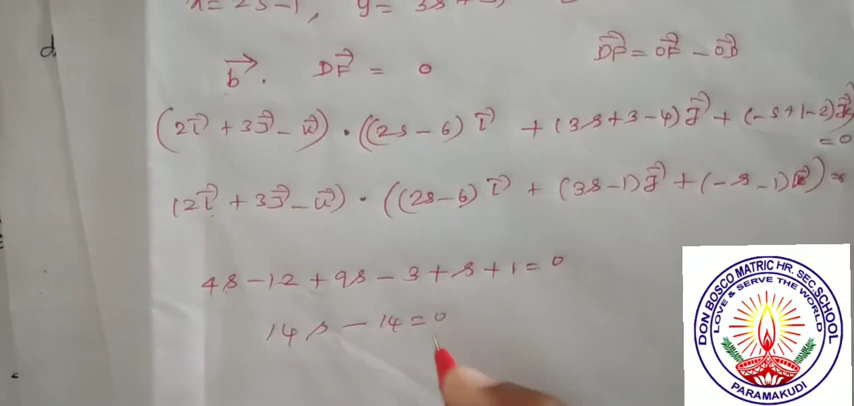 x = 2s-1, y = 3s+
d
b⃗ . DF⃗ = 0 DF⃗ = OF⃗ - OD⃗
(2i⃗ + 3j⃗ - k⃗) · ((2s-6) i⃗ + (3s+3-4) j⃗ + (-s+1-2) k⃗)
= 0
(2i⃗ + 3j⃗ - k⃗) · ((2s-6) i⃗ + (3s-1) j⃗ + (-s-1) k⃗) =
4s - 12 + 9s - 3 + s + 1 = 0
14s - 14 = 0
DON BOSCO MATRIC HR. SEC. SCHOOL
LOVE & SERVE THE WORLD
PARAMAKUDI